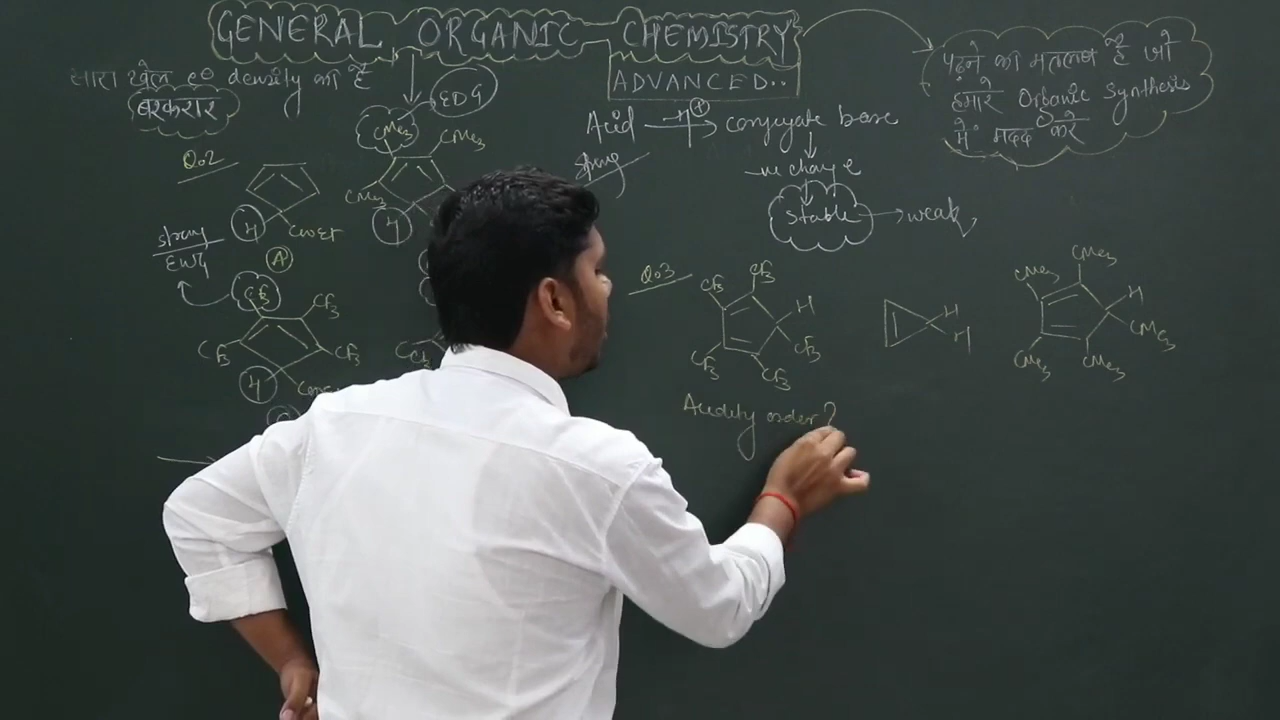 GENERAL ORGANIC CHEMISTRY
ADVANCED..
सारा खेल e⊖ density का है
बरकरार
EDG
पढ़ने का मतलब है जो
हमारे Organic synthesis
में मदद करे
Acid —H⊕→ conjugate base
strong
-ve charge
Stable → weak
Q.2
CMe3
CMe3
CMe3
H
COOEt
A
H
strong
EWG
CF3
CF3
CF3
CF3
H
Q.3
CF3
CF3
H
CF3
CF3
CF3
H
H
CMe3
CMe3
H
CMe3
CMe3
CMe3
Acidity order?